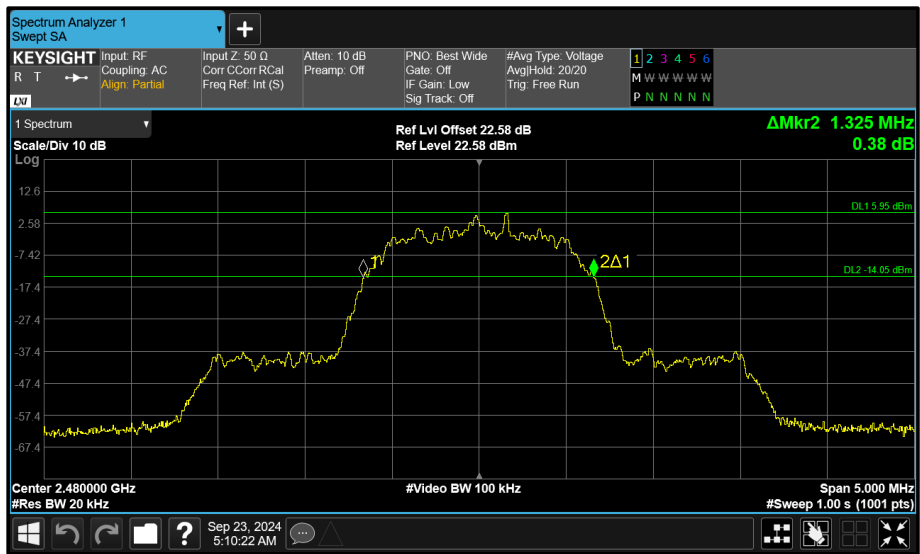 Spectrum Analyzer 1
Swept SA
+
KEYSIGHT
R T
LXI
Input: RF
Coupling: AC
Align: Partial
Input Z: 50 Ω
Corr CCorr RCal
Freq Ref: Int (S)
Atten: 10 dB
Preamp: Off
PNO: Best Wide
Gate: Off
IF Gain: Low
Sig Track: Off
#Avg Type: Voltage
Avg|Hold: 20/20
Trig: Free Run
1 2 3 4 5 6
M W W W W W
P N N N N N
1 Spectrum
Scale/Div 10 dB
Ref Lvl Offset 22.58 dB
Ref Level 22.58 dBm
ΔMkr2 1.325 MHz
0.38 dB
Log
12.6
DL1 5.95 dBm
2.58
-7.42
1
2Δ1
DL2 -14.05 dBm
-17.4
-27.4
-37.4
-47.4
-57.4
-67.4
Center 2.480000 GHz
#Video BW 100 kHz
Span 5.000 MHz
#Res BW 20 kHz
#Sweep 1.00 s (1001 pts)
?
Sep 23, 2024
5:10:22 AM